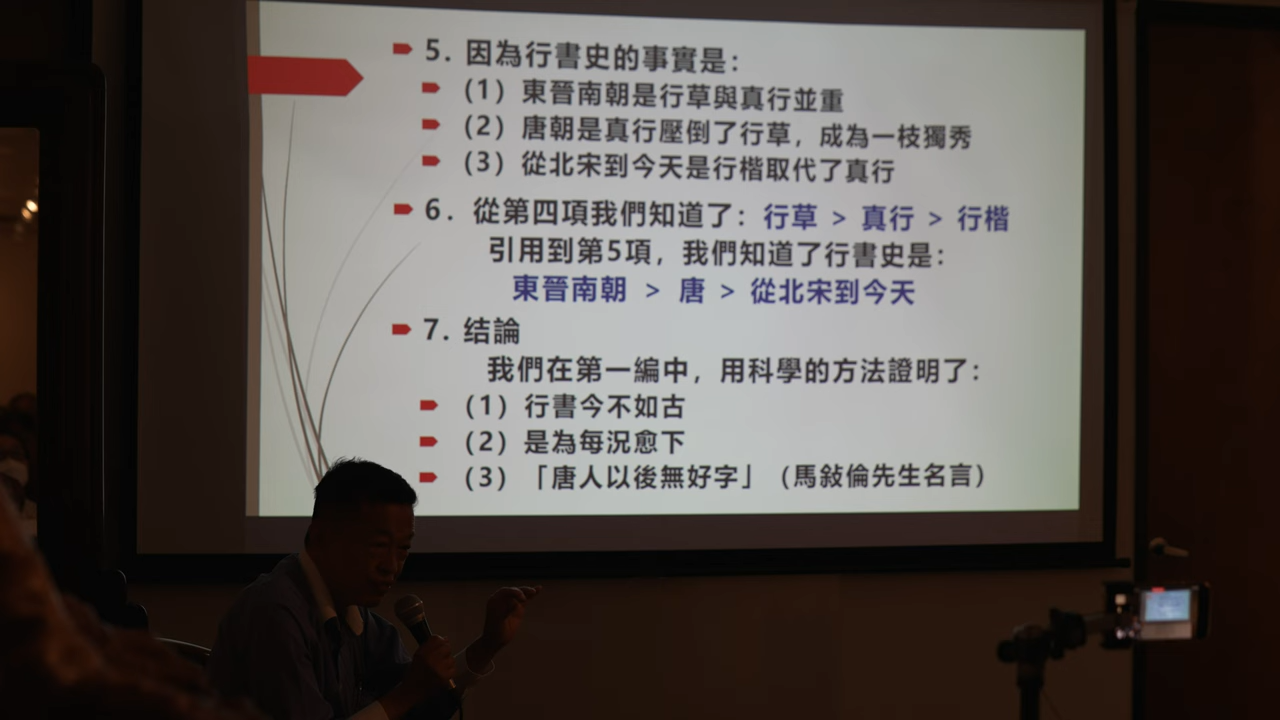 5. 因為行書史的事實是：
（1）東晉南朝是行草與真行並重
（2）唐朝是真行壓倒了行草，成為一枝獨秀
（3）從北宋到今天是行楷取代了真行
6. 從第四項我們知道了：行草 > 真行 > 行楷
引用到第5項，我們知道了行書史是：
東晉南朝 > 唐 > 從北宋到今天
7. 结論
我們在第一編中，用科學的方法證明了：
（1）行書今不如古
（2）是為每況愈下
（3）「唐人以後無好字」（馬敍倫先生名言）